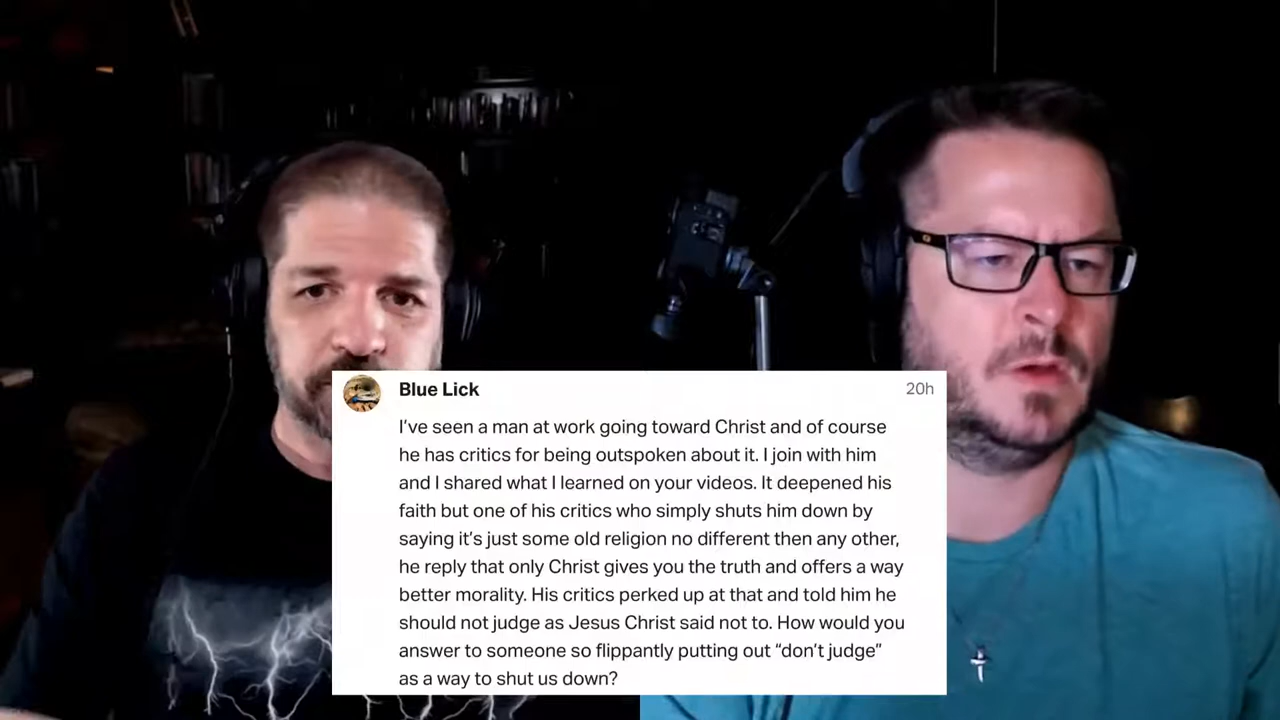 Blue Lick
20h
I've seen a man at work going toward Christ and of course
he has critics for being outspoken about it. I join with him
and I shared what I learned on your videos. It deepened his
faith but one of his critics who simply shuts him down by
saying it's just some old religion no different then any other,
he reply that only Christ gives you the truth and offers a way
better morality. His critics perked up at that and told him he
should not judge as Jesus Christ said not to. How would you
answer to someone so flippantly putting out “don't judge”
as a way to shut us down?